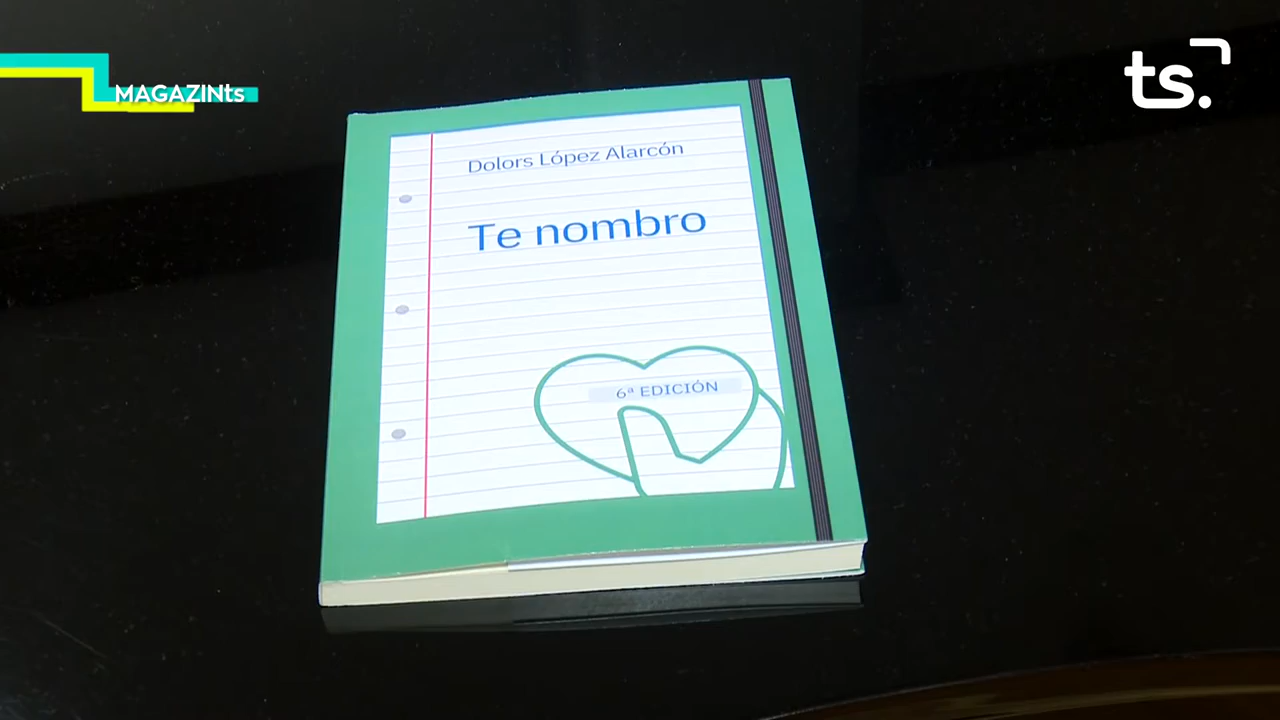 MAGAZINts
ts.
Dolors López Alarcón
Te nombro
6ª EDICIÓN